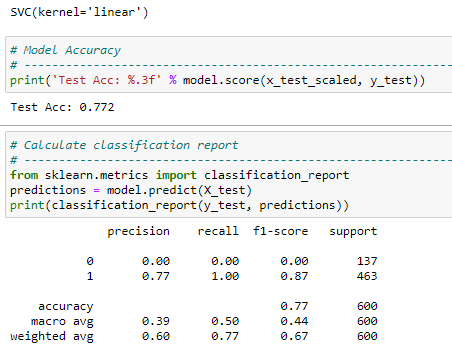 SVC(kernel='linear')
# Model Accuracy
# ----------------------------------------------------------
print('Test Acc: %.3f' % model.score(x_test_scaled, y_test))
Test Acc: 0.772
# Calculate classification report
# ----------------------------------------------------------
from sklearn.metrics import classification_report
predictions = model.predict(X_test)
print(classification_report(y_test, predictions))
precision recall f1-score support
0 0.00 0.00 0.00 137
1 0.77 1.00 0.87 463
accuracy 0.77 600
macro avg 0.39 0.50 0.44 600
weighted avg 0.60 0.77 0.67 600